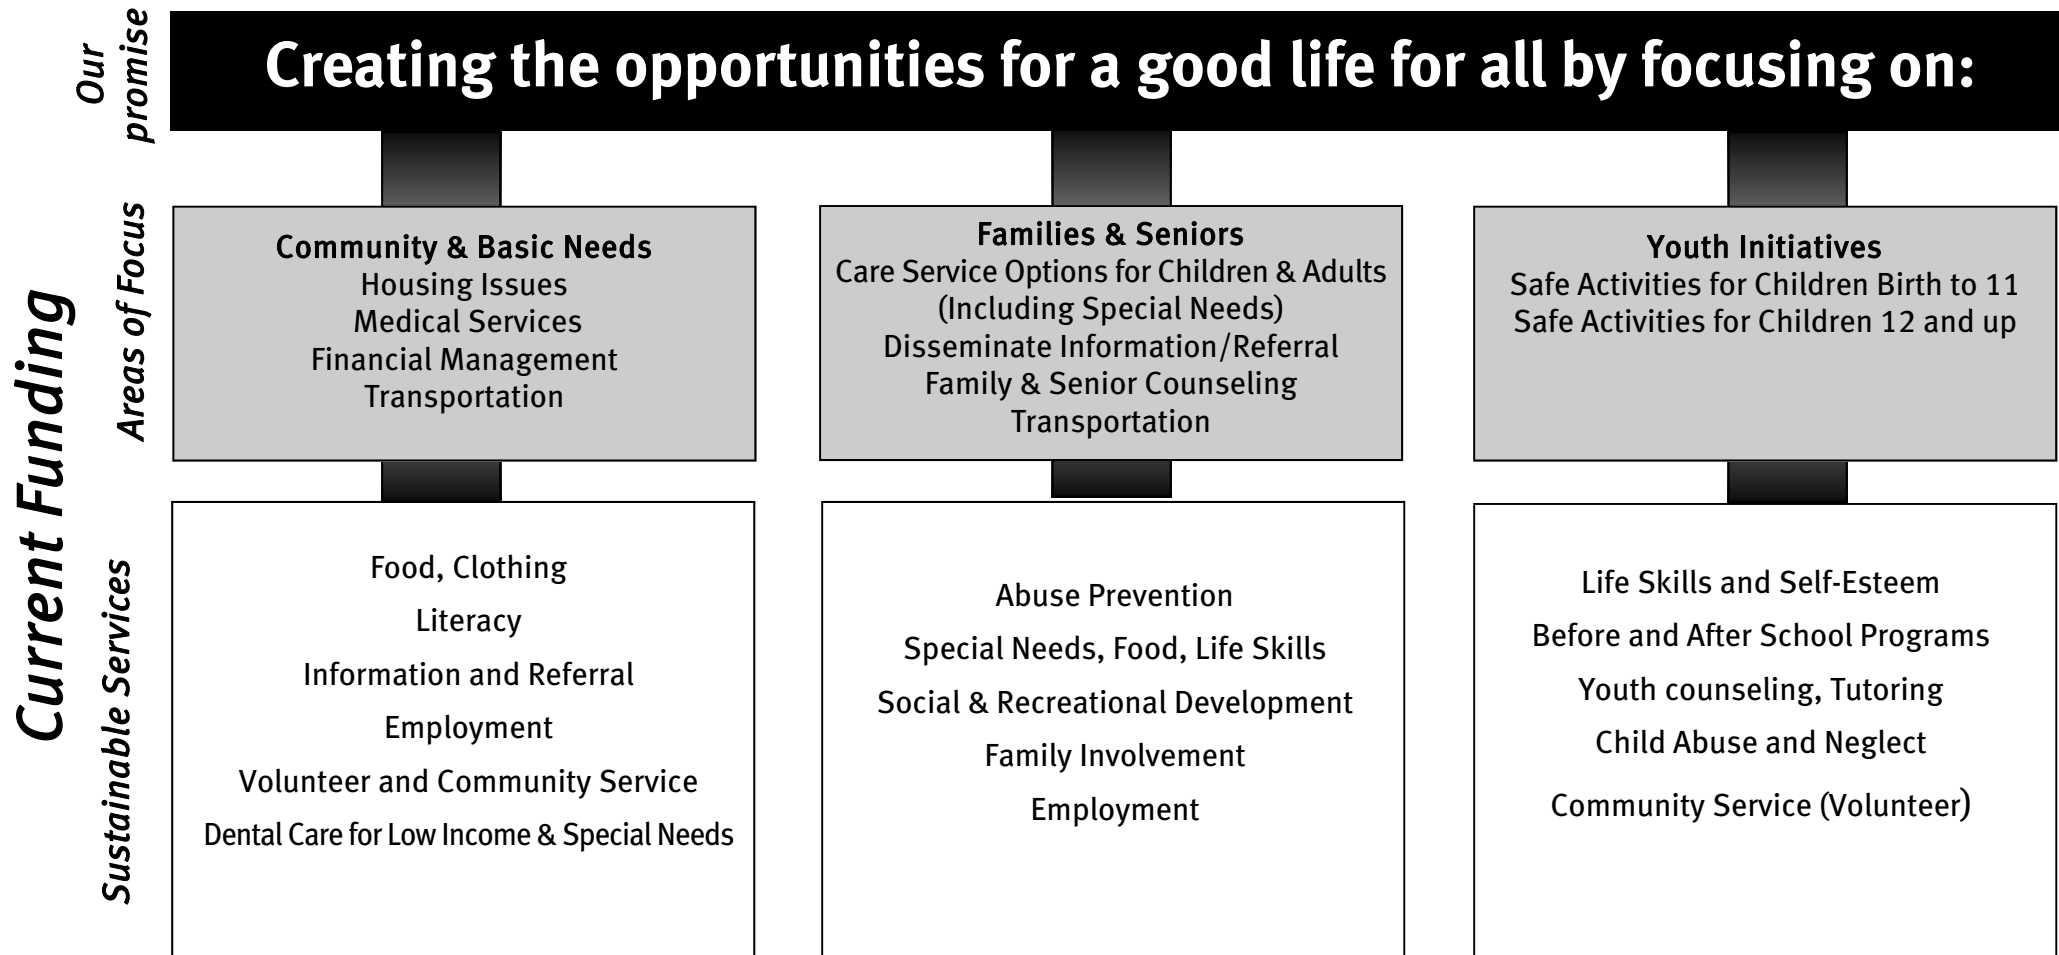 Our
promise
Creating the opportunities for a good life for all by focusing on:
Current Funding
Areas of Focus
Community & Basic Needs
Housing Issues
Medical Services
Financial Management
Transportation
Families & Seniors
Care Service Options for Children & Adults
(Including Special Needs)
Disseminate Information/Referral
Family & Senior Counseling
Transportation
Youth Initiatives
Safe Activities for Children Birth to 11
Safe Activities for Children 12 and up
Sustainable Services
Food, Clothing
Literacy
Information and Referral
Employment
Volunteer and Community Service
Dental Care for Low Income & Special Needs
Abuse Prevention
Special Needs, Food, Life Skills
Social & Recreational Development
Family Involvement
Employment
Life Skills and Self-Esteem
Before and After School Programs
Youth counseling, Tutoring
Child Abuse and Neglect
Community Service (Volunteer)